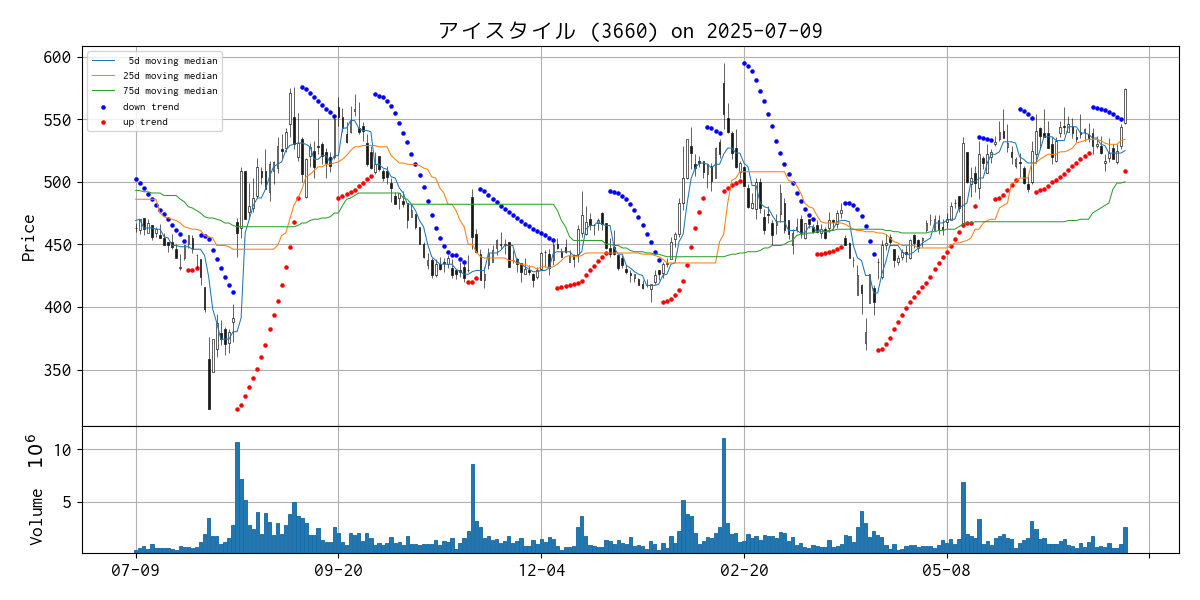 アイスタイル (3660) on 2025-07-09
600
550
500
450
400
350
Price
5d moving median
25d moving median
75d moving median
down trend
up trend
10
5
Volume 10^6
07-09
09-20
12-04
02-20
05-08